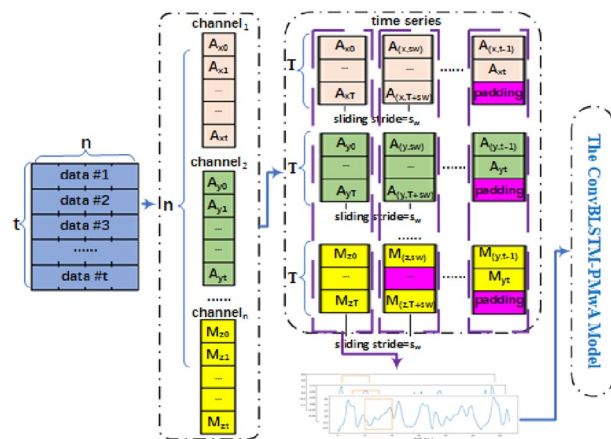 n
t
data #1
data #2
data #3
......
data #t
n
channel1
Ax0
Ax1
...
...
Axt
channel2
Ay0
Ay1
...
...
Ayt
......
channeln
Mz0
Mz1
...
...
Mzt
time series
T
Ax0
...
AxT
A(x,sw)
...
A(x,T+sw)
......
A(x,t-1)
Axt
padding
sliding stride=sw
T
Ay0
...
AyT
A(y,sw)
...
A(y,T+sw)
......
A(y,t-1)
Ayt
padding
sliding stride=sw
T
Mz0
...
MzT
M(z,sw)
...
M(z,T+sw)
......
M(y,t-1)
Myt
padding
sliding stride=sw
The ConvBLSTM-PMwA Model